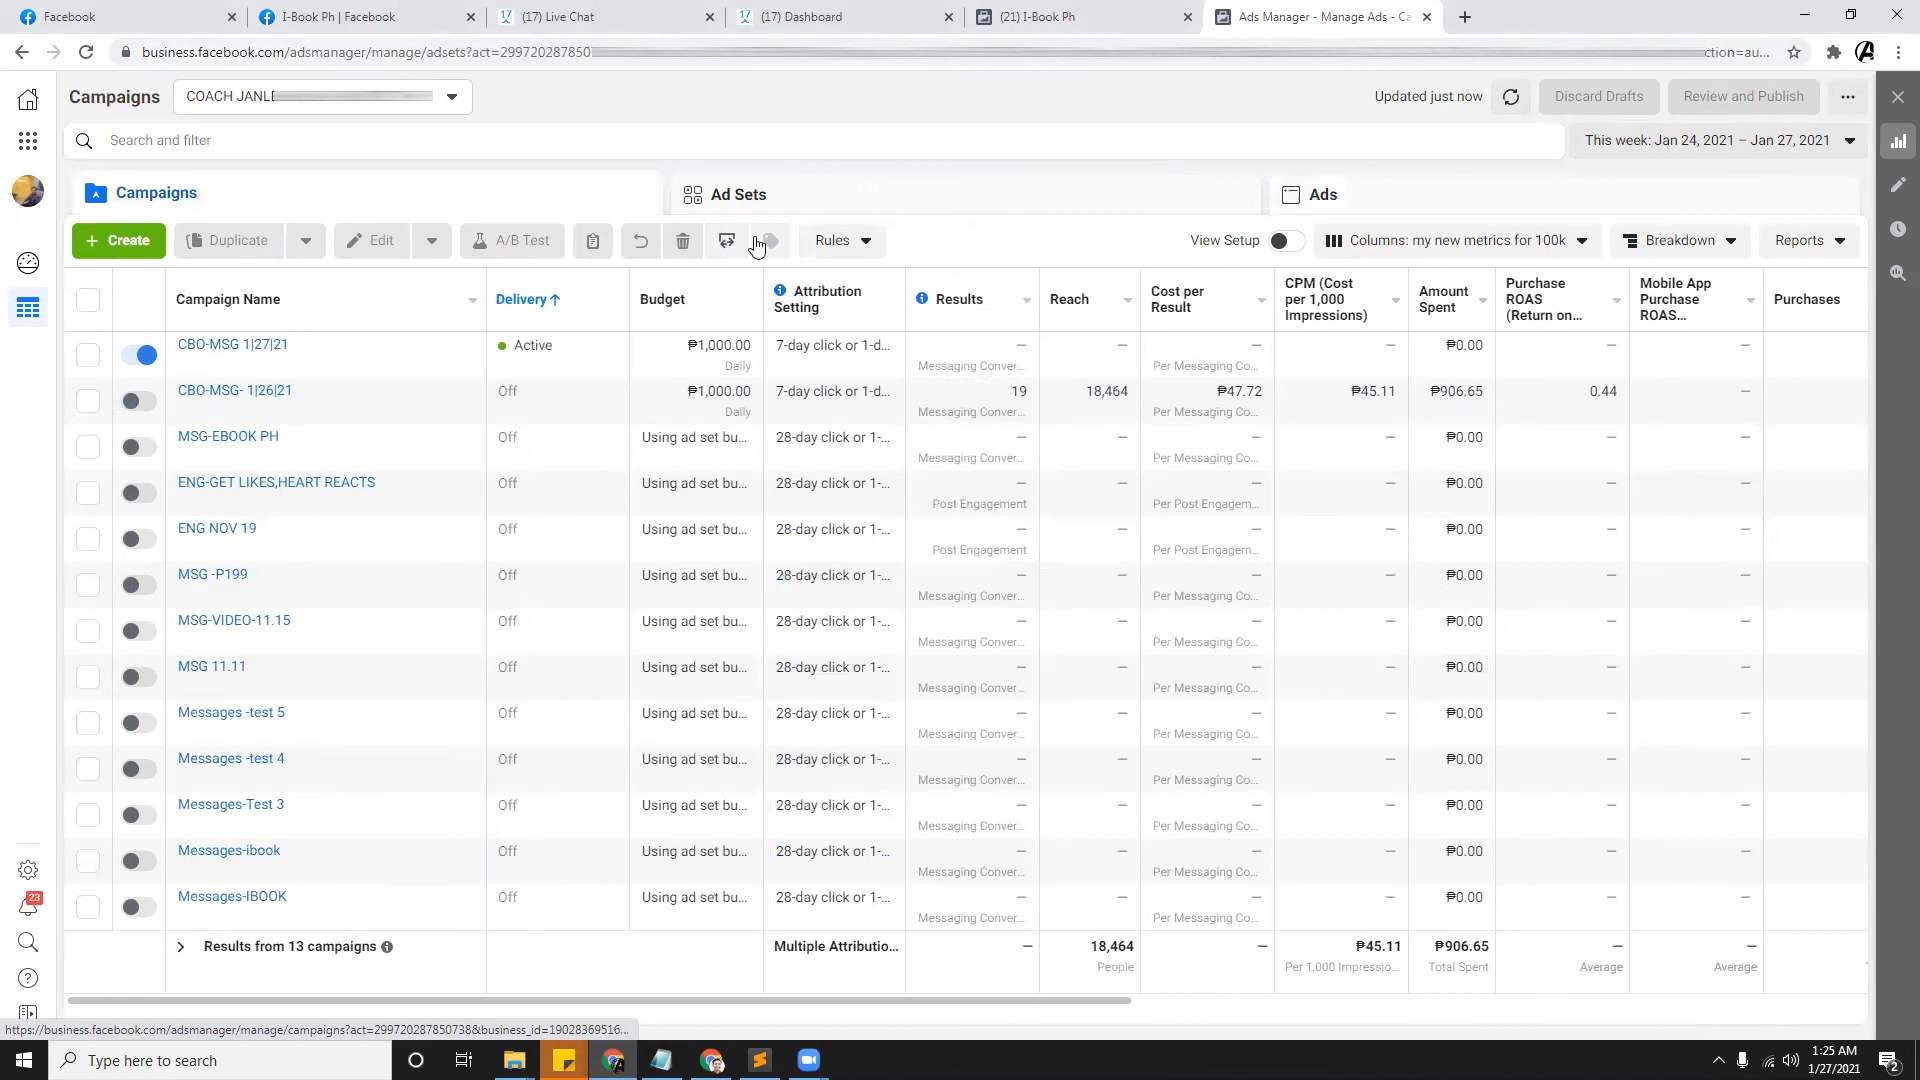 Facebook
I-Book Ph | Facebook
(17) Live Chat
(17) Dashboard
(21) I-Book Ph
Ads Manager - Manage Ads - Ca
business.facebook.com/adsmanager/manage/adsets?act=299720287850
ction=au...
Campaigns
COACH JANLE
Updated just now
Discard Drafts
Review and Publish
Search and filter
This week: Jan 24, 2021 – Jan 27, 2021
Campaigns
Ad Sets
Ads
+ Create
Duplicate
Edit
A/B Test
Rules
View Setup
Columns: my new metrics for 100k
Breakdown
Reports
Campaign Name
Delivery ↑
Budget
Attribution Setting
Results
Reach
Cost per Result
CPM (Cost per 1,000 Impressions)
Amount Spent
Purchase ROAS (Return on...
Mobile App Purchase ROAS...
Purchases
CBO-MSG 1|27|21 Active ₱1,000.00 7-day click or 1-d... — — — — ₱0.00 — —
Daily Messaging Conver... Per Messaging Co...
CBO-MSG- 1|26|21 Off ₱1,000.00 7-day click or 1-d... 19 18,464 ₱47.72 ₱45.11 ₱906.65 0.44 —
Daily Messaging Conver... Per Messaging Co...
MSG-EBOOK PH Off Using ad set bu... 28-day click or 1-... — — — — ₱0.00 — —
Messaging Conver... Per Messaging Co...
ENG-GET LIKES,HEART REACTS Off Using ad set bu... 28-day click or 1-... — — — — ₱0.00 — —
Post Engagement Per Post Engagem...
ENG NOV 19 Off Using ad set bu... 28-day click or 1-... — — — — ₱0.00 — —
Post Engagement Per Post Engagem...
MSG -P199 Off Using ad set bu... 28-day click or 1-... — — — — ₱0.00 — —
Messaging Conver... Per Messaging Co...
MSG-VIDEO-11.15 Off Using ad set bu... 28-day click or 1-... — — — — ₱0.00 — —
Messaging Conver... Per Messaging Co...
MSG 11.11 Off Using ad set bu... 28-day click or 1-... — — — — ₱0.00 — —
Messaging Conver... Per Messaging Co...
Messages -test 5 Off Using ad set bu... 28-day click or 1-... — — — — ₱0.00 — —
Messaging Conver... Per Messaging Co...
Messages -test 4 Off Using ad set bu... 28-day click or 1-... — — — — ₱0.00 — —
Messaging Conver... Per Messaging Co...
Messages-Test 3 Off Using ad set bu... 28-day click or 1-... — — — — ₱0.00 — —
Messaging Conver... Per Messaging Co...
Messages-ibook Off Using ad set bu... 28-day click or 1-... — — — — ₱0.00 — —
Messaging Conver... Per Messaging Co...
Messages-IBOOK Off Using ad set bu... 28-day click or 1-... — — — — ₱0.00 — —
Messaging Conver... Per Messaging Co...
Results from 13 campaigns Multiple Attributio... — 18,464 — ₱45.11 ₱906.65 — —
People Per 1,000 Impressio... Total Spent Average Average
23
https://business.facebook.com/adsmanager/manage/campaigns?act=299720287850738&business_id=19028369516...
Type here to search
1:25 AM
1/27/2021
2